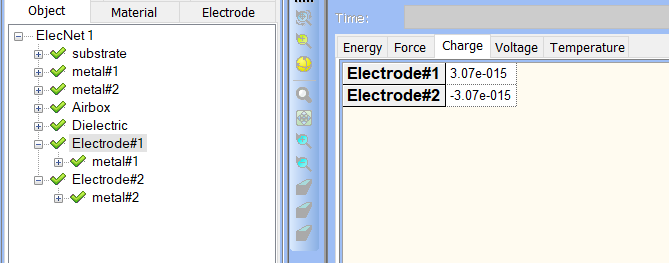 Object Material Electrode
ElecNet 1
substrate
metal#1
metal#2
Airbox
Dielectric
Electrode#1
metal#1
Electrode#2
metal#2
Time:
Energy Force Charge Voltage Temperature
Electrode#1 3.07e-015
Electrode#2 -3.07e-015